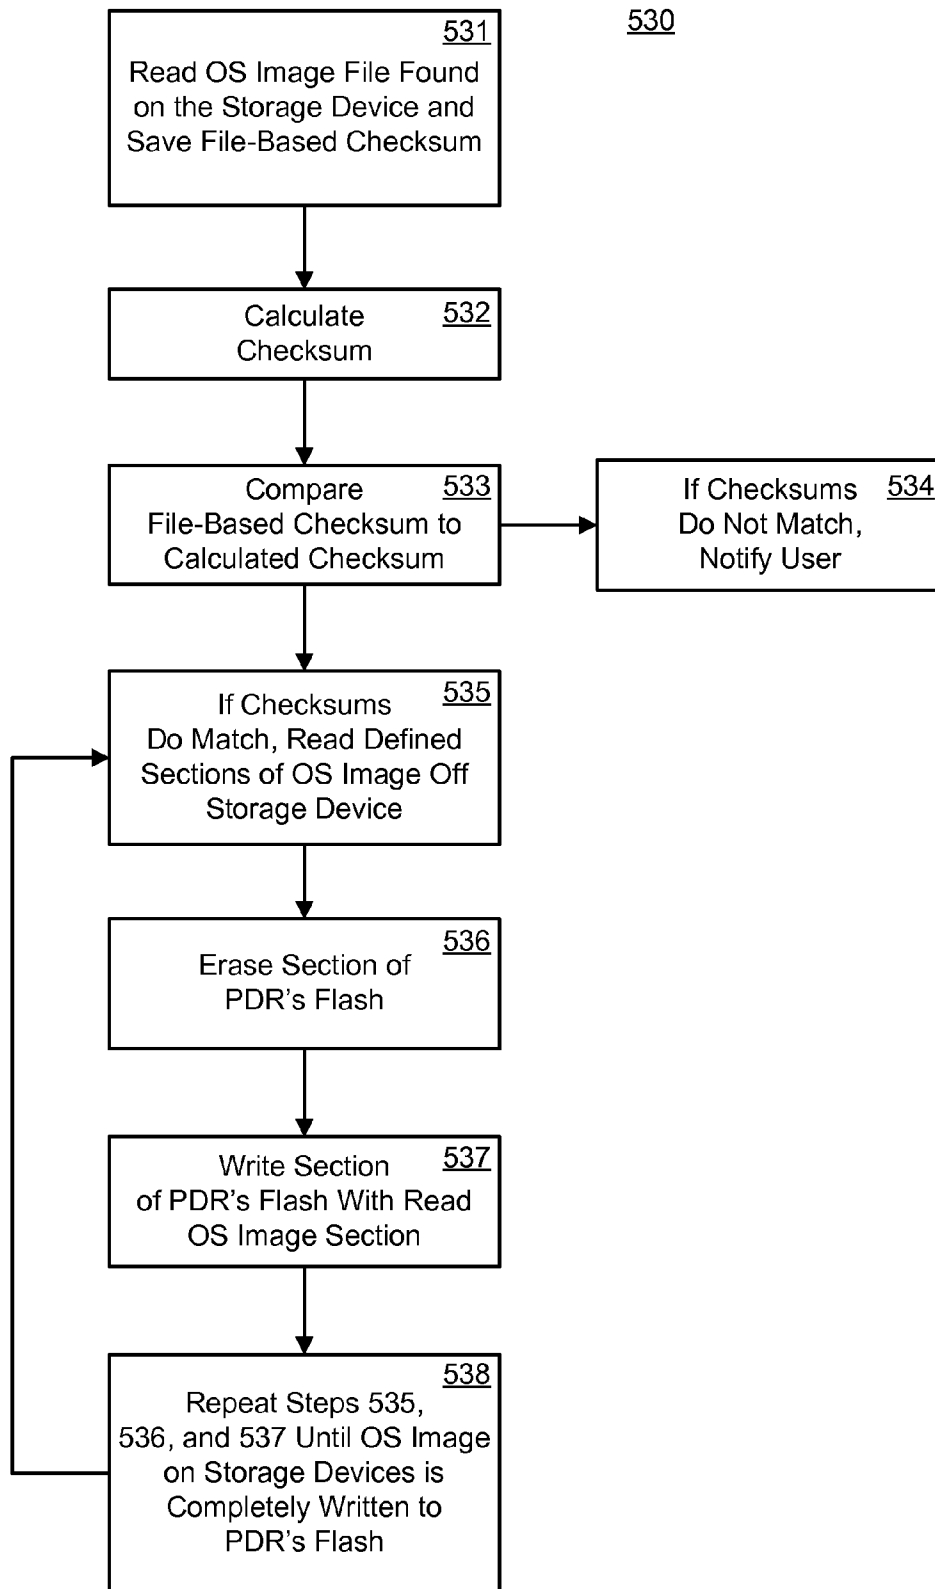 530
531
Read OS Image File Found
on the Storage Device and
Save File-Based Checksum
532
Calculate
Checksum
533
Compare
File-Based Checksum to
Calculated Checksum
534
If Checksums
Do Not Match,
Notify User
535
If Checksums
Do Match, Read Defined
Sections of OS Image Off
Storage Device
536
Erase Section of
PDR's Flash
537
Write Section
of PDR's Flash With Read
OS Image Section
538
Repeat Steps 535,
536, and 537 Until OS Image
on Storage Devices is
Completely Written to
PDR's Flash